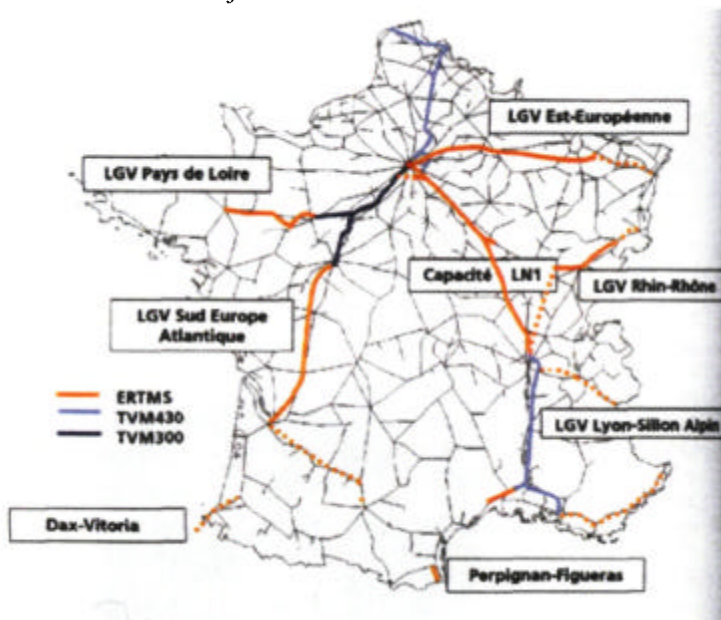 LGV Est-Européenne
LGV Pays de Loire
Capacité LN1
LGV Rhin-Rhône
LGV Sud Europe
Atlantique
ERTMS
TVM430
TVM300
LGV Lyon-Sillon Alpin
Dax-Vitoria
Perpignan-Figueras